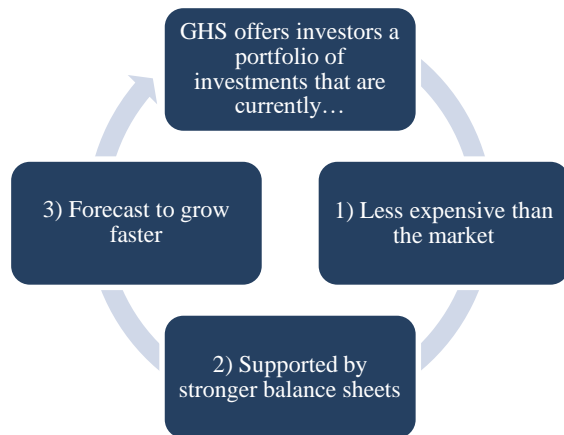 GHS offers investors a
portfolio of
investments that are
currently…
1) Less expensive than
the market
2) Supported by
stronger balance sheets
3) Forecast to grow
faster